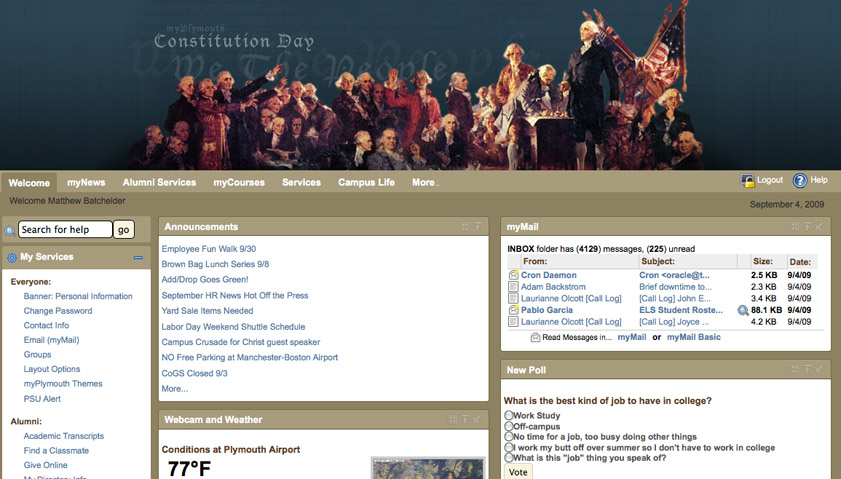 myPlymouth
Constitution Day
We The People
Welcome myNews Alumni Services myCourses Services Campus Life More... Logout Help
Welcome Matthew Batchelder
September 4, 2009
Search for help go
My Services
Everyone:
Banner: Personal Information
Change Password
Contact Info
Email (myMail)
Groups
Layout Options
myPlymouth Themes
PSU Alert
Alumni:
Academic Transcripts
Find a Classmate
Give Online
My Directory Info
Announcements
Employee Fun Walk 9/30
Brown Bag Lunch Series 9/8
Add/Drop Goes Green!
September HR News Hot Off the Press
Yard Sale Items Needed
Labor Day Weekend Shuttle Schedule
Campus Crusade for Christ guest speaker
NO Free Parking at Manchester-Boston Airport
CoGS Closed 9/3
More...
Webcam and Weather
Conditions at Plymouth Airport
77°F
myMail
INBOX folder has (4129) messages, (225) unread
From: Subject: Size: Date:
Cron Daemon Cron <oracle@t... 2.5 KB 9/4/09
Adam Backstrom Brief downtime to... 2.3 KB 9/4/09
Laurianne Olcott [Call Log] [Call Log] John E... 3.4 KB 9/4/09
Pablo Garcia ELS Student Roste... 88.1 KB 9/4/09
Laurianne Olcott [Call Log] [Call Log] Joyce ... 4.2 KB 9/4/09
Read Messages in... myMail or myMail Basic
New Poll
What is the best kind of job to have in college?
Work Study
Off-campus
No time for a job, too busy doing other things
I work my butt off over summer so I don't have to work in college
What is this "job" thing you speak of?
Vote